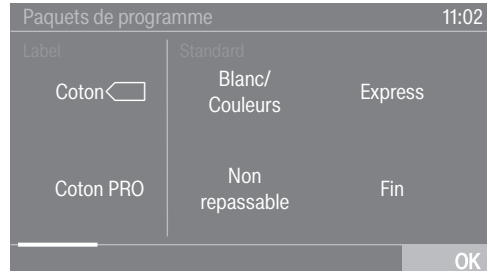 Paquets de programme 11:02
Label Standard
Coton
Blanc/
Couleurs
Express
Coton PRO
Non
repassable
Fin
OK